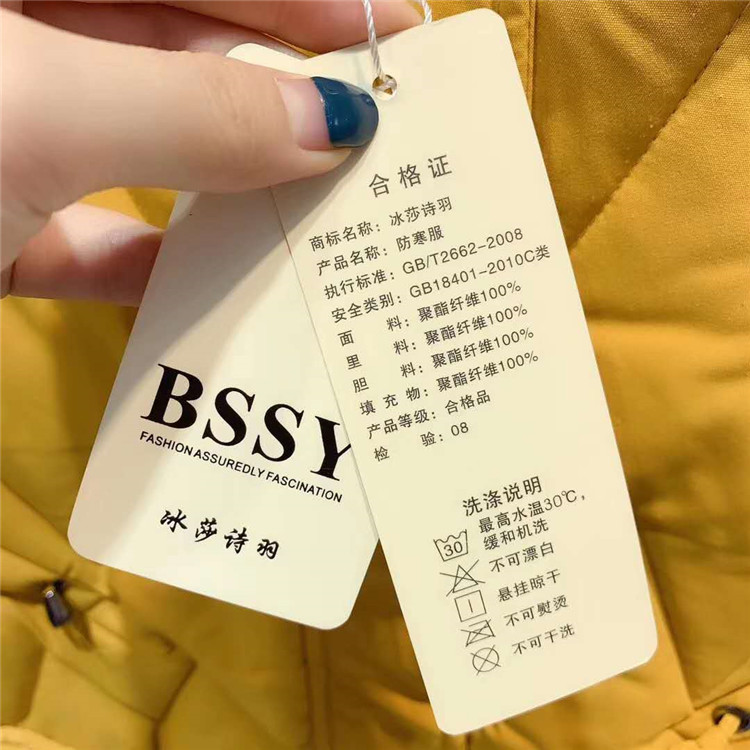 BSSY
FASHION ASSUREDLY FASCINATION
冰莎诗羽
合格证
商标名称：冰莎诗羽
产品名称：防寒服
执行标准：GB/T2662-2008
安全类别：GB18401-2010C类
面 料：聚酯纤维100%
里 料：聚酯纤维100%
胆 料：聚酯纤维100%
填 充 物：聚酯纤维100%
产品等级：合格品
检 验：08
洗涤说明
30 最高水温30℃，
缓和机洗
不可漂白
悬挂晾干
不可熨烫
不可干洗